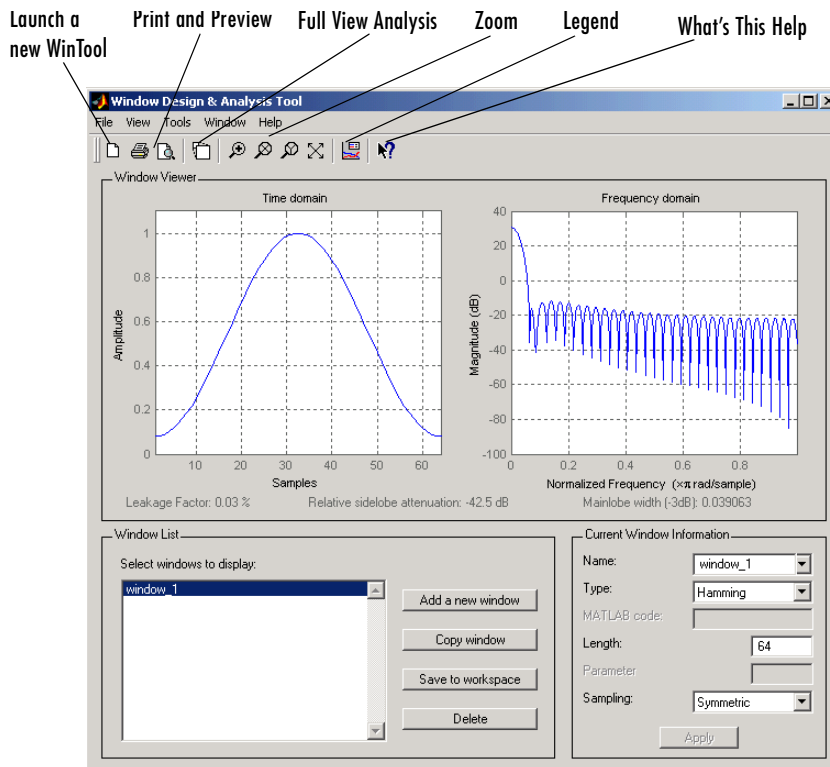 Launch a new WinTool
Print and Preview
Full View Analysis
Zoom
Legend
What's This Help
Window Design & Analysis Tool
File View Tools Window Help
Window Viewer
Time domain
Frequency domain
Amplitude
1
0.8
0.6
0.4
0.2
0
10 20 30 40 50 60
Samples
Magnitude (dB)
40
20
0
-20
-40
-60
-80
-100
0 0.2 0.4 0.6 0.8
Normalized Frequency (×π rad/sample)
Leakage Factor: 0.03 %
Relative sidelobe attenuation: -42.5 dB
Mainlobe width (-3dB): 0.039063
Window List
Select windows to display:
window_1
Add a new window
Copy window
Save to workspace
Delete
Current Window Information
Name: window_1
Type: Hamming
MATLAB code:
Length: 64
Parameter
Sampling: Symmetric
Apply